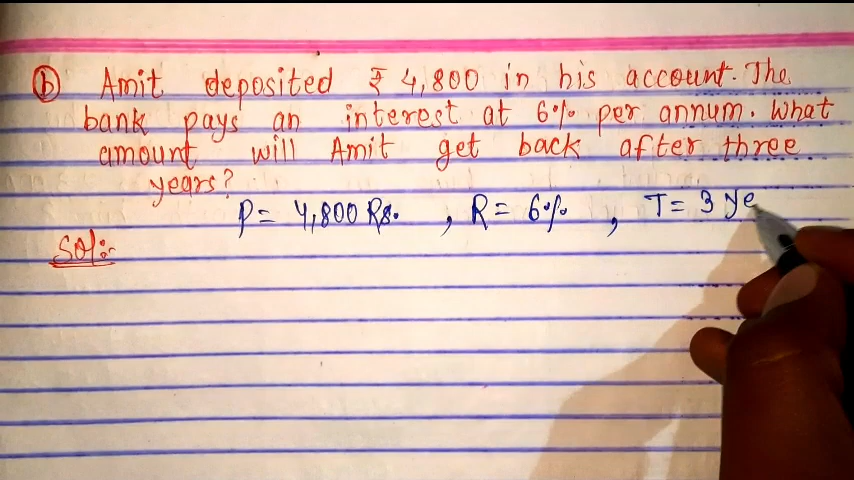 (b) Amit deposited ₹ 4,800 in his account. The
bank pays an interest at 6% per annum. What
amount will Amit get back after three
years?
P= 4,800 Rs. , R= 6% , T= 3 ye
Sol:-